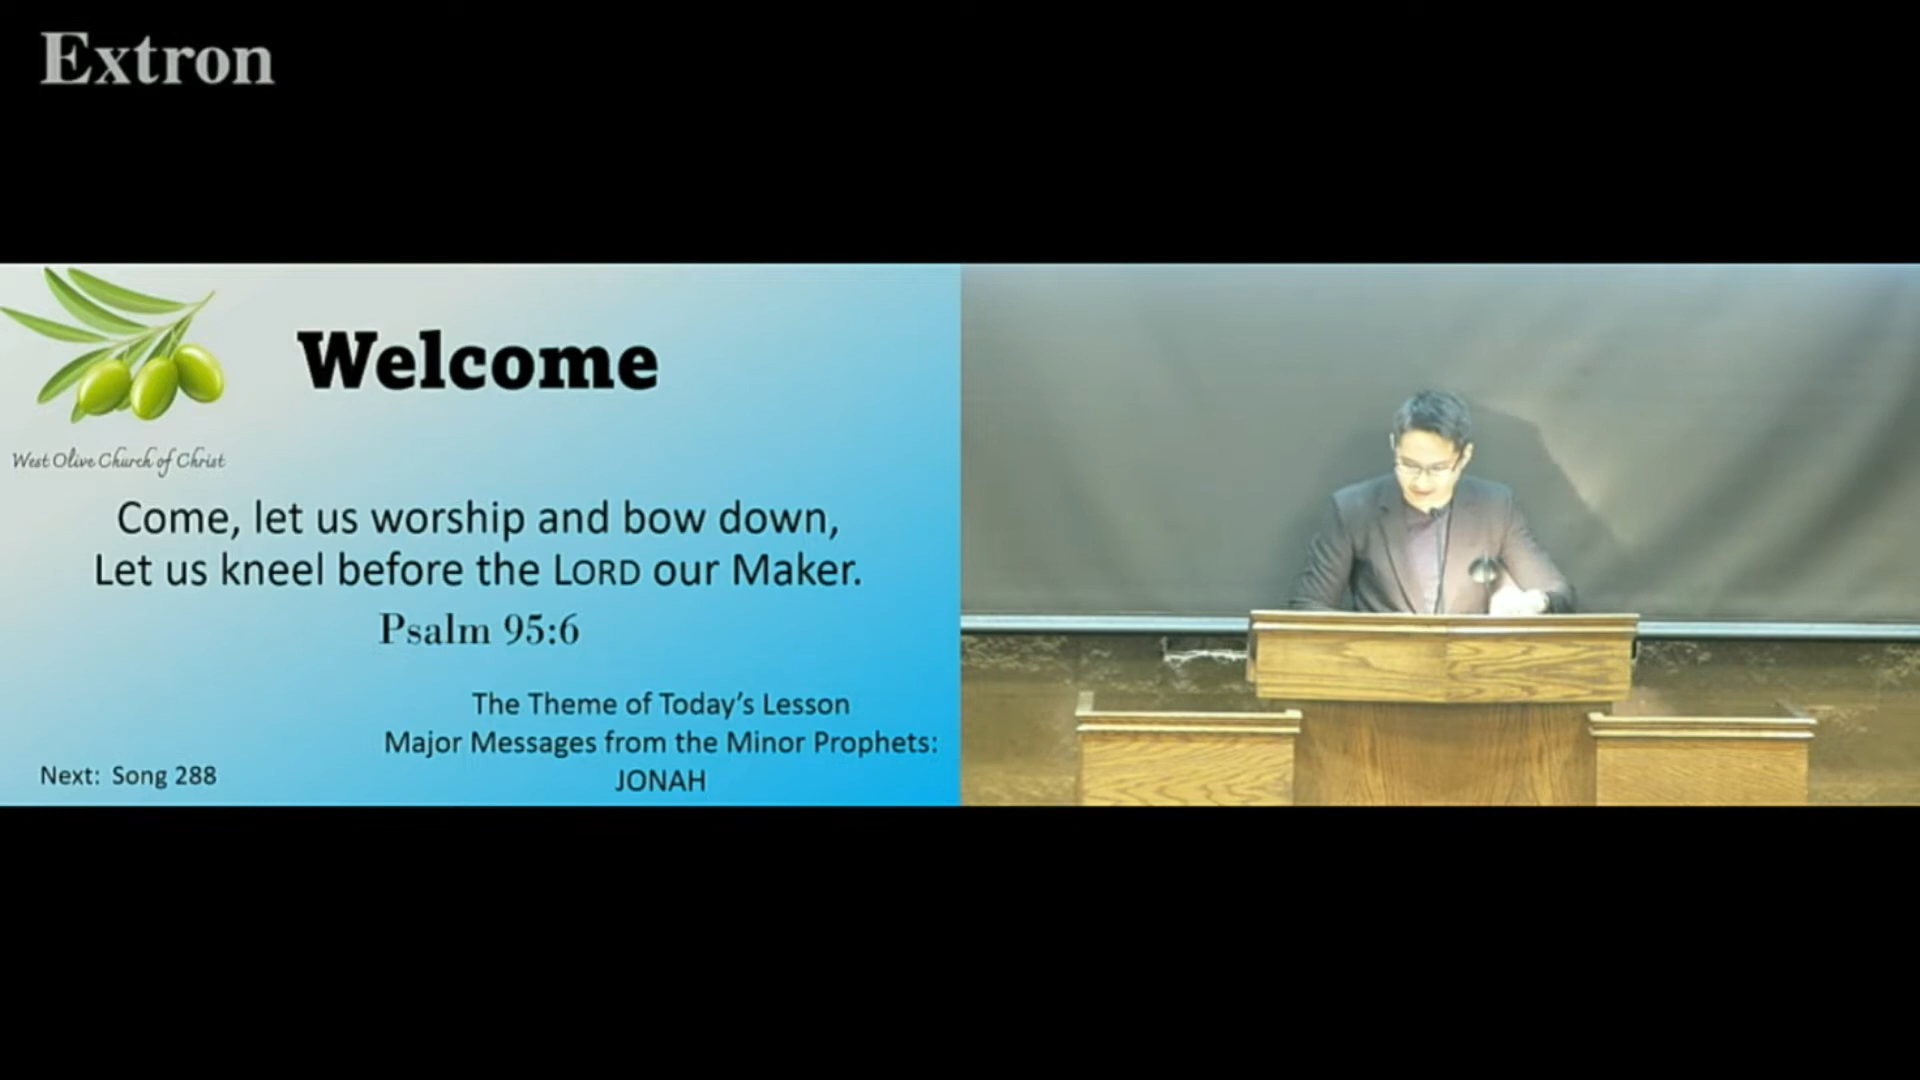 Extron
Welcome
West Olive Church of Christ
Come, let us worship and bow down,
Let us kneel before the LORD our Maker.
Psalm 95:6
The Theme of Today's Lesson
Major Messages from the Minor Prophets:
JONAH
Next: Song 288